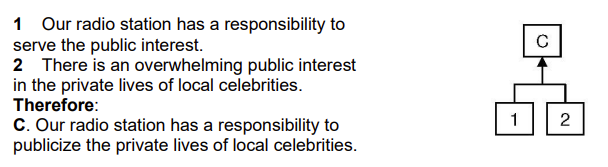 1 Our radio station has a responsibility to
serve the public interest.
2 There is an overwhelming public interest
in the private lives of local celebrities.
Therefore:
C. Our radio station has a responsibility to
publicize the private lives of local celebrities.
C
1 2